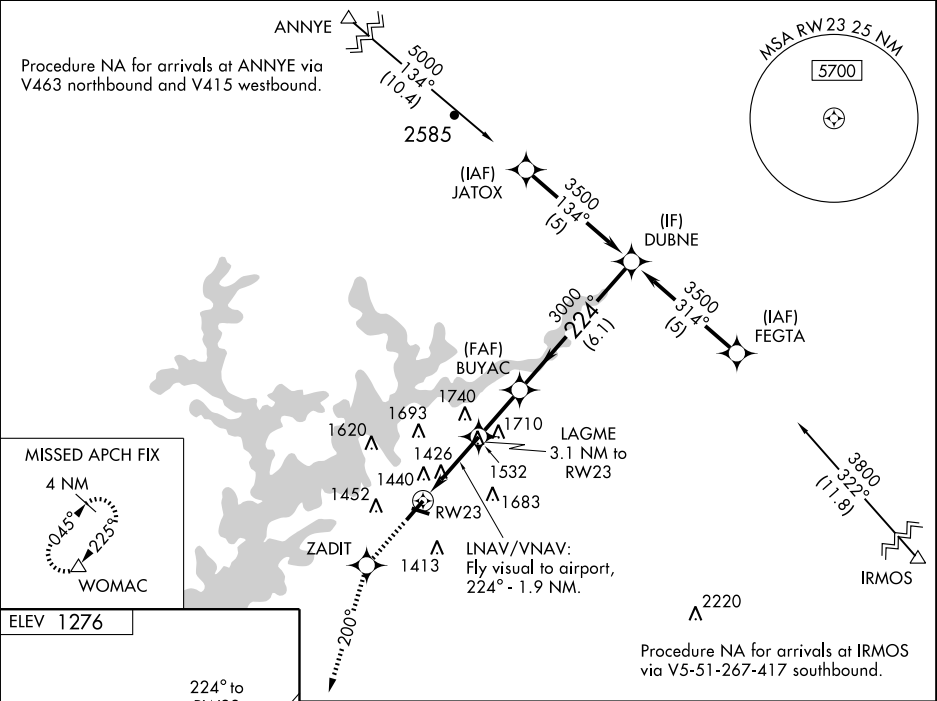 ANNYE
Procedure NA for arrivals at ANNYE via
V463 northbound and V415 westbound.
5000
134°
(10.4)
2585
MSA RW23 25 NM
5700
(IAF)
JATOX
3500
134°
(5)
(IF)
DUBNE
3500
314°
(5)
(IAF)
FEGTA
3000
224°
(6.1)
(FAF)
BUYAC
1740
1693
1620
1710
LAGME
3.1 NM to
RW23
1426
1532
1440
1452
1683
RW23
3800
322°
(11.8)
IRMOS
MISSED APCH FIX
4 NM
045°
225°
WOMAC
ZADIT
1413
LNAV/VNAV:
Fly visual to airport,
224° - 1.9 NM.
200°
2220
ELEV 1276
Procedure NA for arrivals at IRMOS
via V5-51-267-417 southbound.
224° to